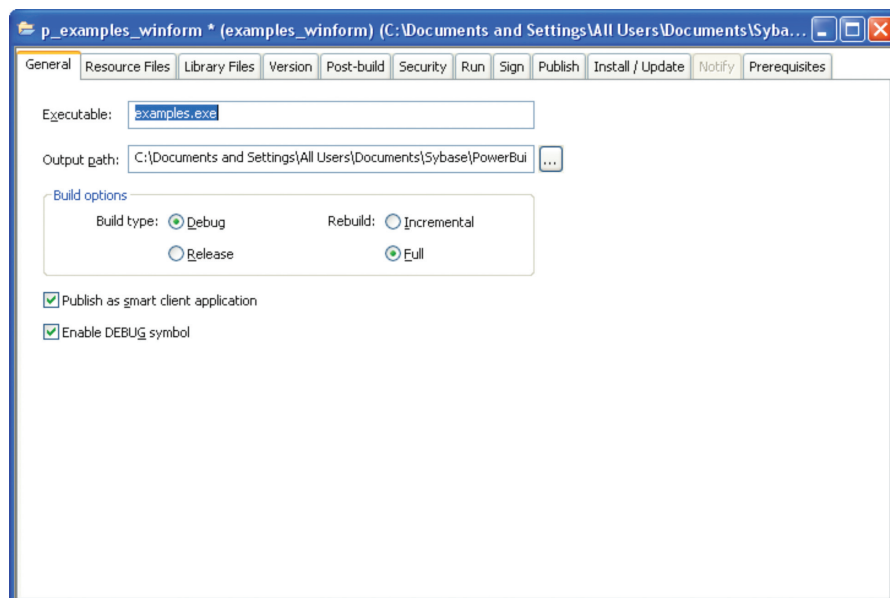 p_examples_winform * (examples_winform) (C:\Documents and Settings\All Users\Documents\Syba...
General Resource Files Library Files Version Post-build Security Run Sign Publish Install / Update Notify Prerequisites
Executable: examples.exe
Output path: C:\Documents and Settings\All Users\Documents\Sybase\PowerBui ...
Build options
Build type: Debug Rebuild: Incremental
Release Full
Publish as smart client application
Enable DEBUG symbol